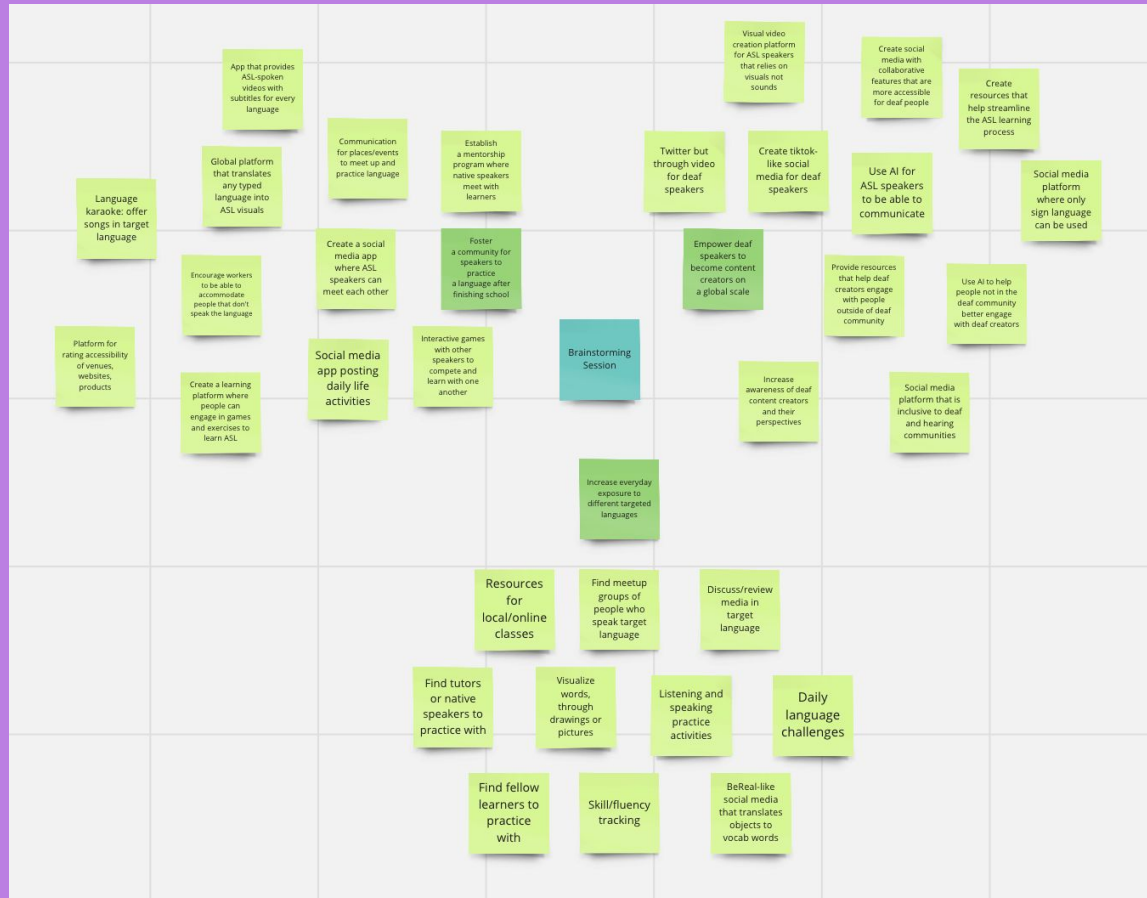 App that provides
ASL-spoken
videos with
subtitles for every
language
Communication
for places/events
to meet up and
practice language
Establish
a mentorship
program where
native speakers
meet with
learners
Global platform
that translates
any typed
language into
ASL visuals
Language
karaoke: offer
songs in target
language
Create a social
media app
where ASL
speakers can
meet each other
Foster
a community for
speakers to
practice
a language after
finishing school
Encourage workers
to be able to
accommodate
people that don't
speak the language
Platform for
rating accessibility
of venues,
websites,
products
Social media
app posting
daily life
activities
Interactive games
with other
speakers to
compete and
learn with one
another
Create a learning
platform where
people can
engage in games
and exercises to
learn ASL
Brainstorming
Session
Visual video
creation platform
for ASL speakers
that relies on
visuals not
sounds
Create social
media with
collaborative
features that are
more accessible
for deaf people
Create
resources that
help streamline
the ASL learning
process
Twitter but
through video
for deaf
speakers
Create tiktok-
like social
media for deaf
speakers
Use AI for
ASL speakers
to be able to
communicate
Social media
platform
where only
sign language
can be used
Empower deaf
speakers to
become content
creators on
a global scale
Provide resources
that help deaf
creators engage
with people
outside of deaf
community
Use AI to help
people not in the
deaf community
better engage
with deaf creators
Increase
awareness of deaf
content creators
and their
perspectives
Social media
platform that is
inclusive to deaf
and hearing
communities
Increase everyday
exposure to
different targeted
languages
Resources
for
local/online
classes
Find meetup
groups of
people who
speak target
language
Discuss/review
media in
target
language
Find tutors
or native
speakers to
practice with
Visualize
words,
through
drawings or
pictures
Listening and
speaking
practice
activities
Daily
language
challenges
Find fellow
learners to
practice
with
Skill/fluency
tracking
BeReal-like
social media
that translates
objects to
vocab words